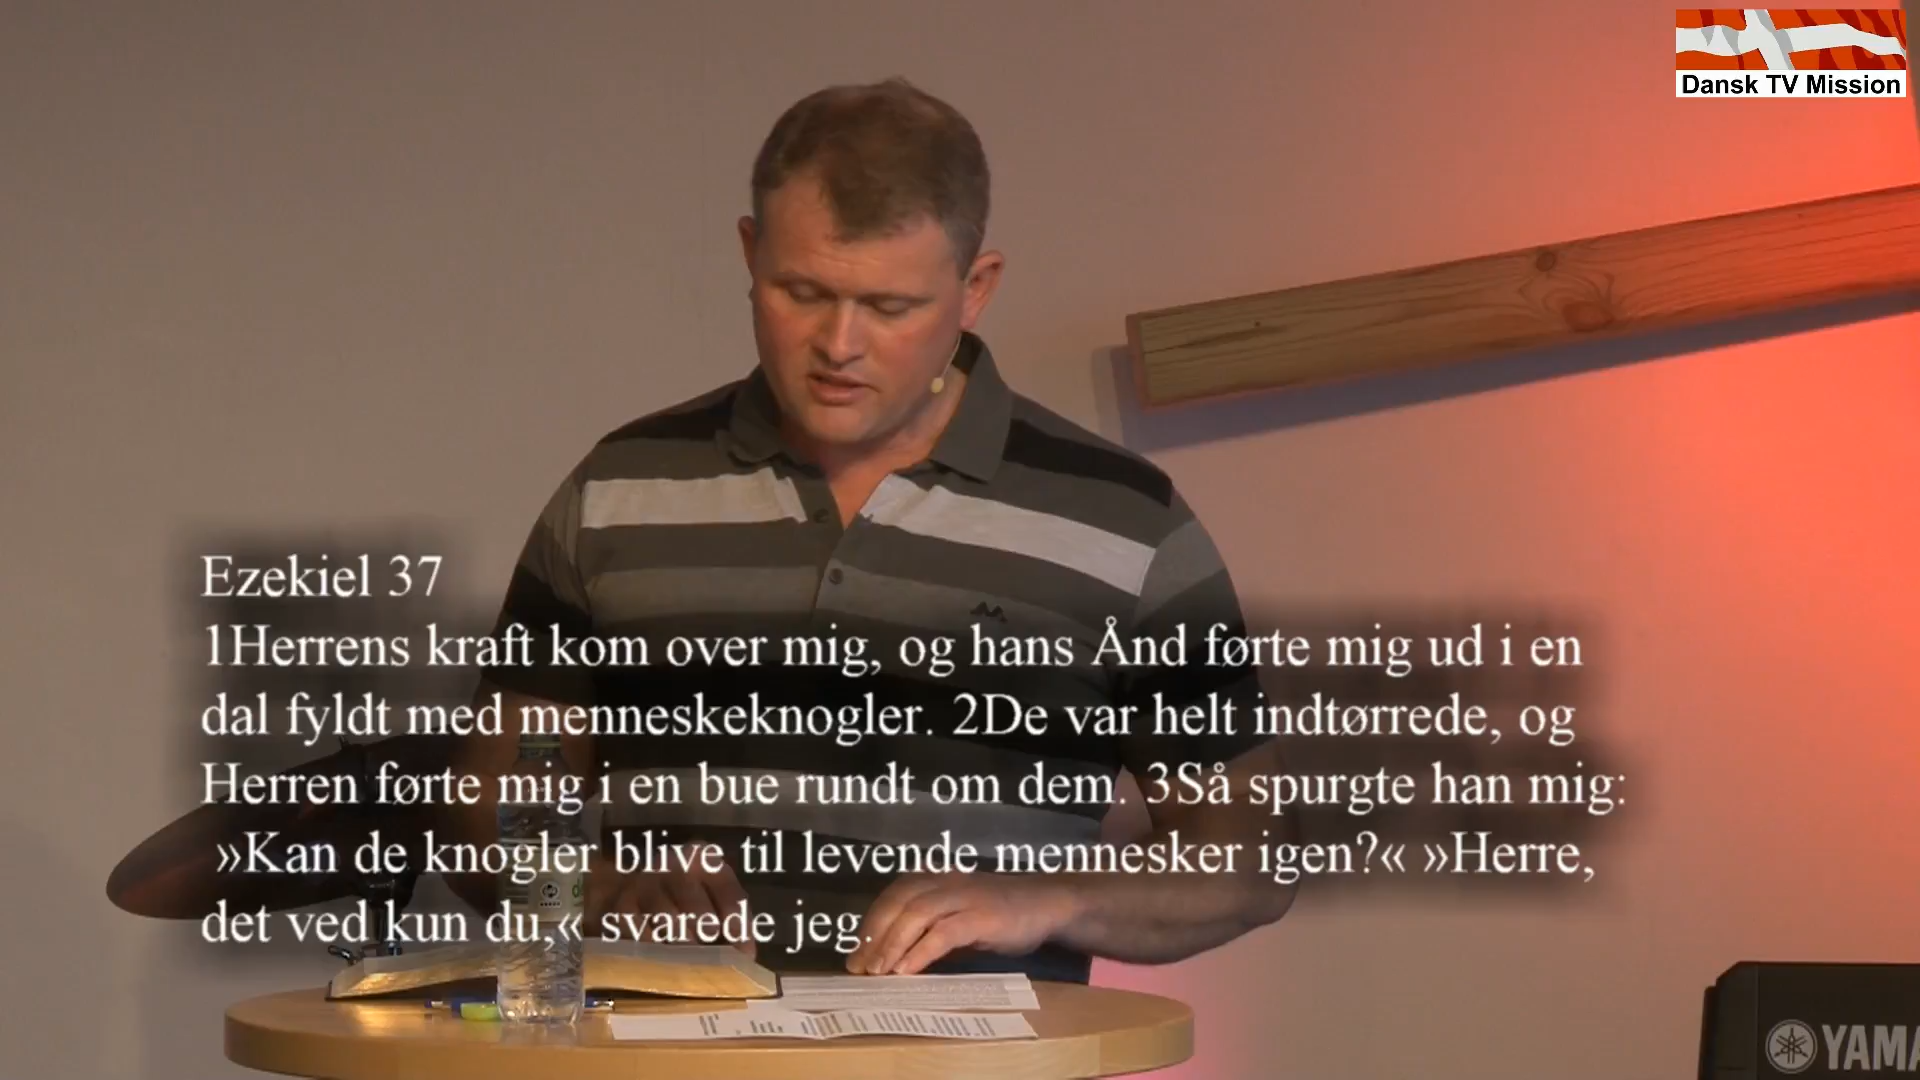 Dansk TV Mission
Ezekiel 37
1Herrens kraft kom over mig, og hans Ånd førte mig ud i en
dal fyldt med menneskeknogler. 2De var helt indtørrede, og
Herren førte mig i en bue rundt om dem. 3Så spurgte han mig:
»Kan de knogler blive til levende mennesker igen?« »Herre,
det ved kun du,« svarede jeg.
YAMA